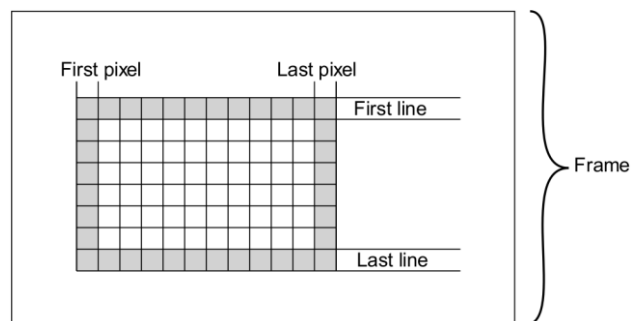 First pixel
Last pixel
First line
Frame
Last line